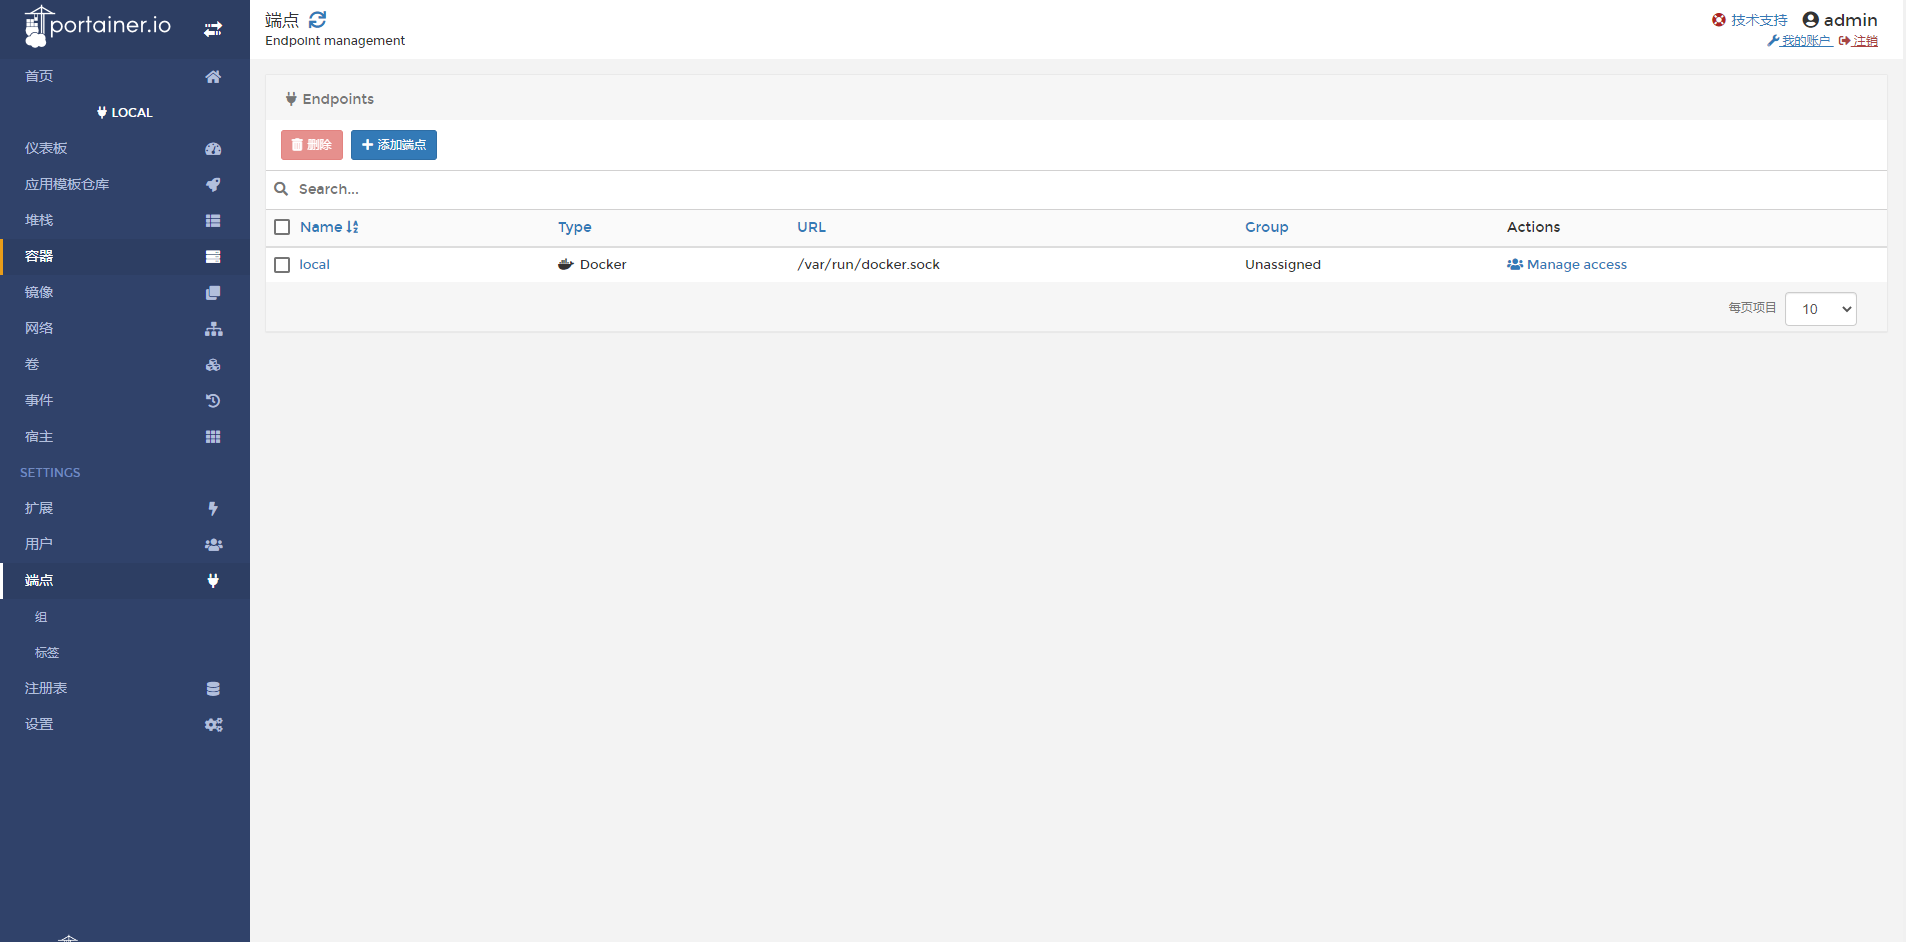 portainer.io
首页
LOCAL
仪表板
应用模板仓库
堆栈
容器
镜像
网络
卷
事件
宿主
SETTINGS
扩展
用户
端点
组
标签
注册表
设置
端点
Endpoint management
技术支持 admin
我的账户 注销
Endpoints
删除 添加端点
Search...
Name Type URL Group Actions
local Docker /var/run/docker.sock Unassigned Manage access
每页项目 10